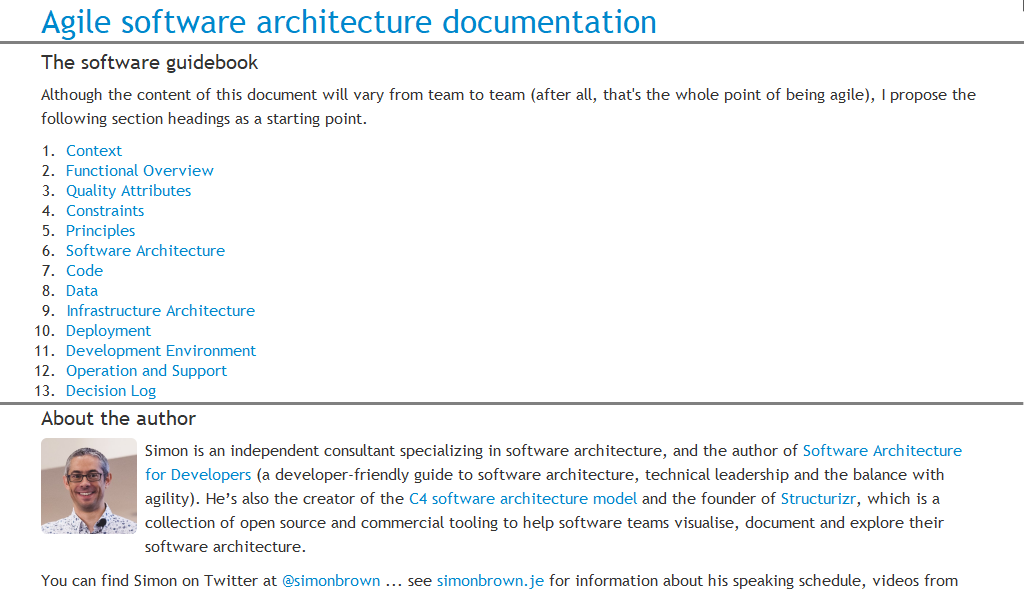 Agile software architecture documentation
The software guidebook
Although the content of this document will vary from team to team (after all, that's the whole point of being agile), I propose the
following section headings as a starting point.
1. Context
2. Functional Overview
3. Quality Attributes
4. Constraints
5. Principles
6. Software Architecture
7. Code
8. Data
9. Infrastructure Architecture
10. Deployment
11. Development Environment
12. Operation and Support
13. Decision Log
About the author
Simon is an independent consultant specializing in software architecture, and the author of Software Architecture
for Developers (a developer-friendly guide to software architecture, technical leadership and the balance with
agility). He’s also the creator of the C4 software architecture model and the founder of Structurizr, which is a
collection of open source and commercial tooling to help software teams visualise, document and explore their
software architecture.
You can find Simon on Twitter at @simonbrown ... see simonbrown.je for information about his speaking schedule, videos from